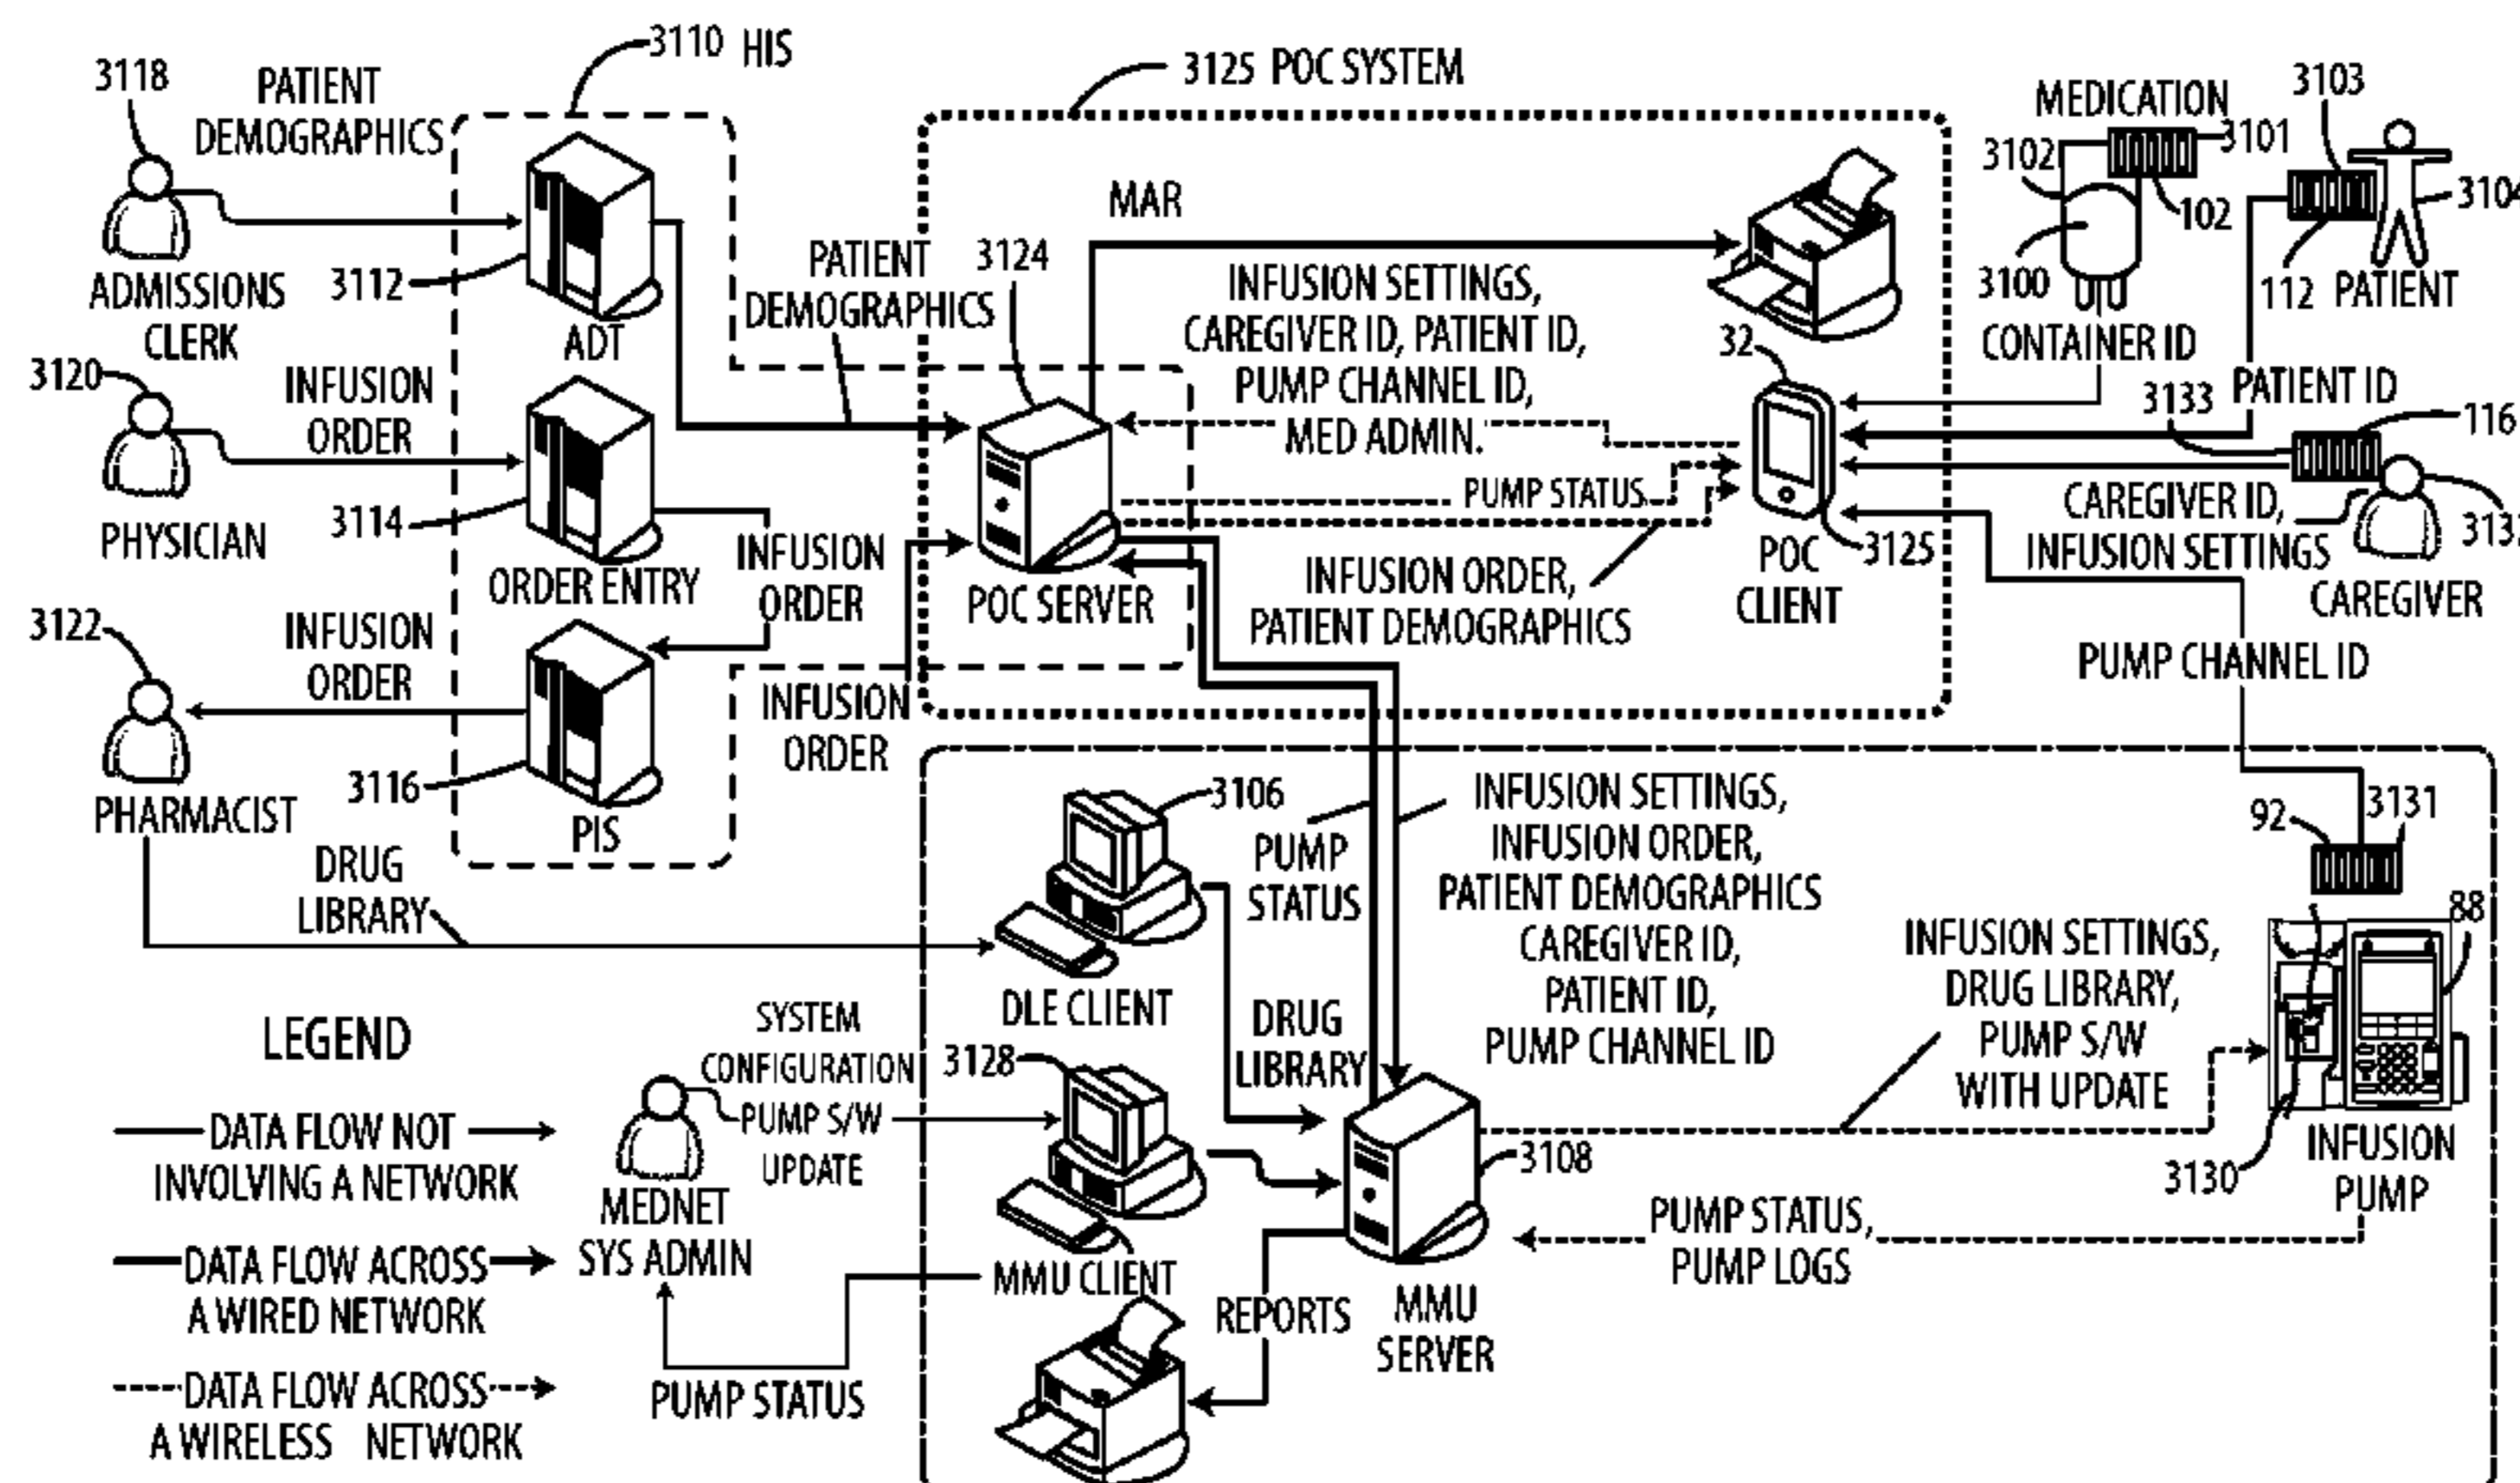 3110 HIS
3118
PATIENT
DEMOGRAPHICS
ADMISSIONS
CLERK
3112
ADT
3120
INFUSION
ORDER
PHYSICIAN
3114
ORDER ENTRY
INFUSION
ORDER
3122
INFUSION
ORDER
PHARMACIST
3116
PIS
INFUSION
ORDER
DRUG
LIBRARY
3125 POC SYSTEM
MAR
PATIENT
DEMOGRAPHICS
3124
POC SERVER
INFUSION SETTINGS,
CAREGIVER ID, PATIENT ID,
PUMP CHANNEL ID,
MED ADMIN.
PUMP STATUS
INFUSION ORDER,
PATIENT DEMOGRAPHICS
32
POC
CLIENT
3125
MEDICATION
3101
3102
102
3100
CONTAINER ID
3103
3104
112 PATIENT
PATIENT ID
3133
116
CAREGIVER ID,
INFUSION SETTINGS
CAREGIVER
PUMP CHANNEL ID
3106
DLE CLIENT
PUMP
STATUS
INFUSION SETTINGS,
INFUSION ORDER,
PATIENT DEMOGRAPHICS
CAREGIVER ID,
PATIENT ID,
PUMP CHANNEL ID
DRUG
LIBRARY
INFUSION SETTINGS,
DRUG LIBRARY,
PUMP S/W
WITH UPDATE
92
3131
88
3130
INFUSION
PUMP
3128
MMU CLIENT
3108
MMU
SERVER
PUMP STATUS,
PUMP LOGS
REPORTS
SYSTEM
CONFIGURATION
PUMP S/W
UPDATE
MEDNET
SYS ADMIN
PUMP STATUS
LEGEND
DATA FLOW NOT
INVOLVING A NETWORK
DATA FLOW ACROSS
A WIRED NETWORK
DATA FLOW ACROSS
A WIRELESS NETWORK